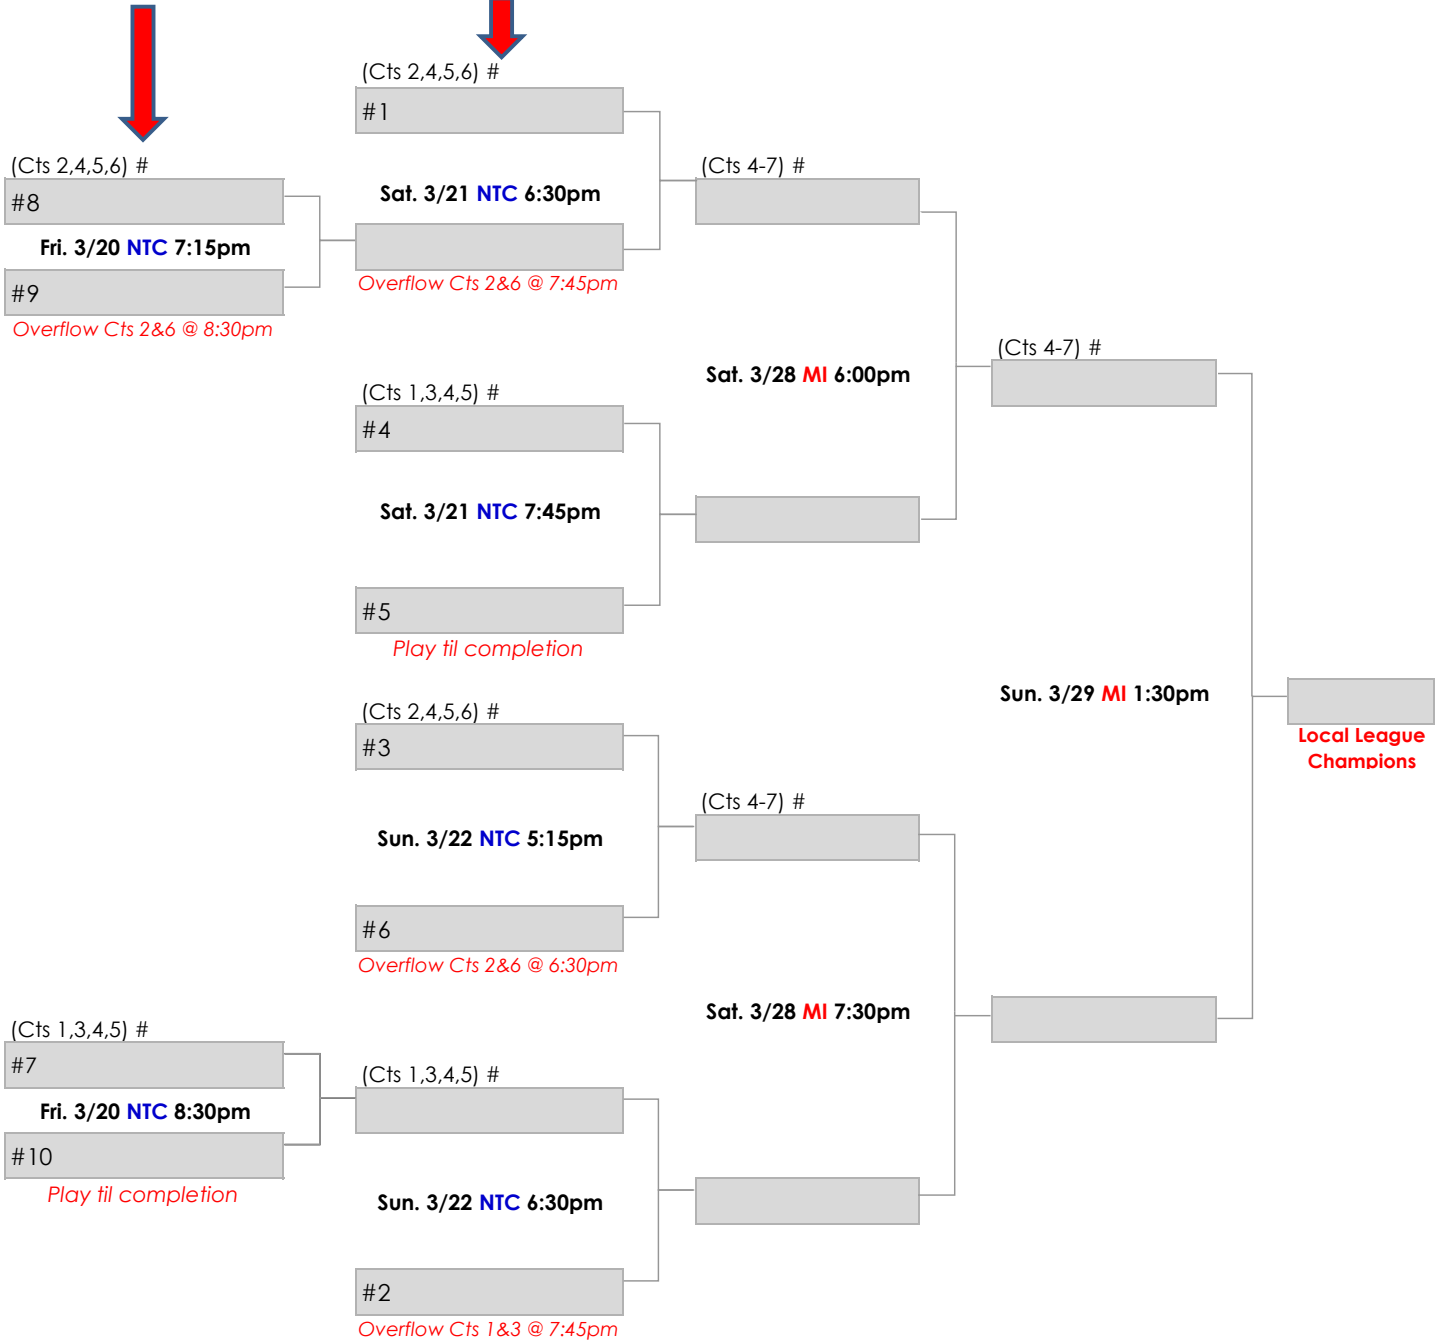 (Cts 2,4,5,6) #
#1
(Cts 2,4,5,6) #
#8
Sat. 3/21 NTC 6:30pm
(Cts 4-7) #
Fri. 3/20 NTC 7:15pm
#9
Overflow Cts 2&6 @ 7:45pm
Overflow Cts 2&6 @ 8:30pm
(Cts 4-7) #
Sat. 3/28 MI 6:00pm
(Cts 1,3,4,5) #
#4
Sat. 3/21 NTC 7:45pm
#5
Play til completion
Sun. 3/29 MI 1:30pm
(Cts 2,4,5,6) #
#3
Local League
Champions
(Cts 4-7) #
Sun. 3/22 NTC 5:15pm
#6
Overflow Cts 2&6 @ 6:30pm
Sat. 3/28 MI 7:30pm
(Cts 1,3,4,5) #
#7
(Cts 1,3,4,5) #
Fri. 3/20 NTC 8:30pm
#10
Play til completion
Sun. 3/22 NTC 6:30pm
#2
Overflow Cts 1&3 @ 7:45pm